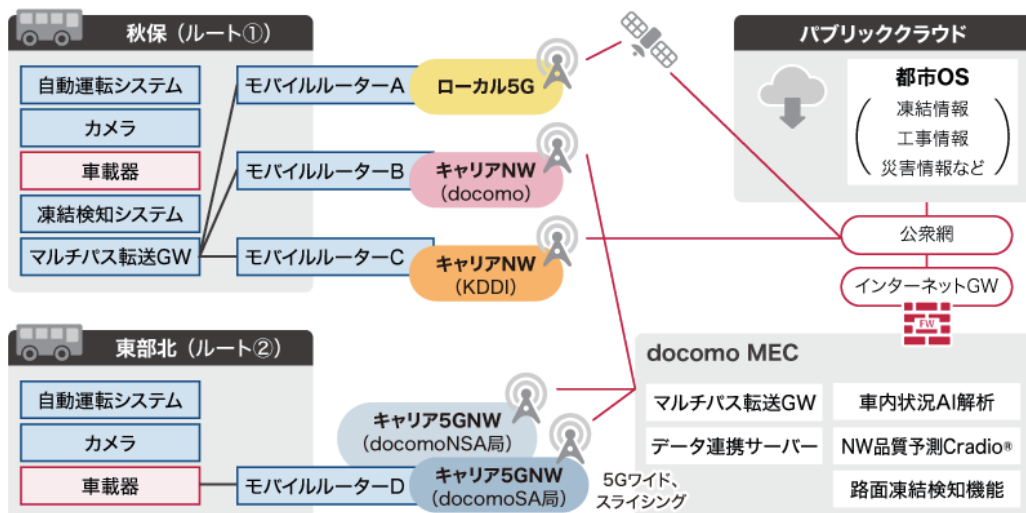 秋保（ルート①）
自動運転システム
カメラ
車載器
凍結検知システム
マルチパス転送GW
モバイルルーターA
ローカル5G
モバイルルーターB
キャリアNW
(docomo)
モバイルルーターC
キャリアNW
(KDDI)
パブリッククラウド
都市OS
凍結情報
工事情報
災害情報など
公衆網
インターネットGW
FW
東部北（ルート②）
自動運転システム
カメラ
車載器
キャリア5GNW
(docomoNSA局)
モバイルルーターD
キャリア5GNW
(docomoSA局)
5Gワイド、
スライシング
docomo MEC
マルチパス転送GW
車内状況AI解析
データ連携サーバー
NW品質予測Cradio®
路面凍結検知機能